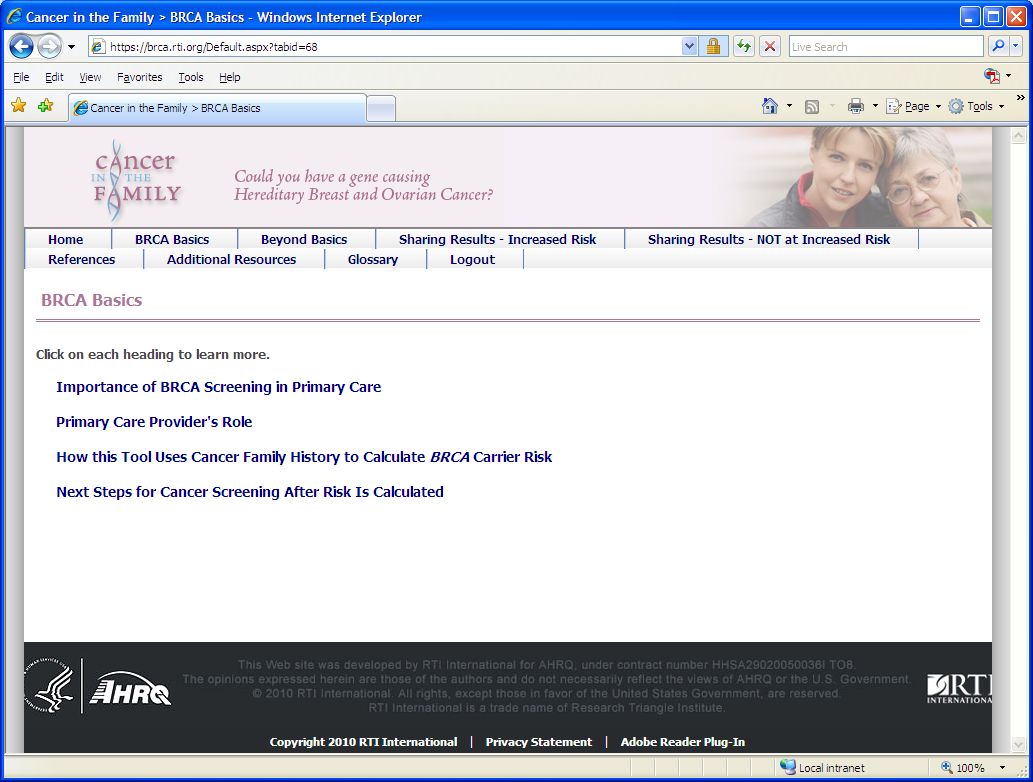 Cancer in the Family > BRCA Basics - Windows Internet Explorer
https://brca.rti.org/Default.aspx?tabid=68
Live Search
File Edit View Favorites Tools Help
Cancer in the Family > BRCA Basics
Page Tools
cancer
IN THE
FAMILY
Could you have a gene causing
Hereditary Breast and Ovarian Cancer?
Home BRCA Basics Beyond Basics Sharing Results - Increased Risk Sharing Results - NOT at Increased Risk
References Additional Resources Glossary Logout
BRCA Basics
Click on each heading to learn more.
Importance of BRCA Screening in Primary Care
Primary Care Provider's Role
How this Tool Uses Cancer Family History to Calculate BRCA Carrier Risk
Next Steps for Cancer Screening After Risk Is Calculated
AHRQ
This Web site was developed by RTI International for AHRQ, under contract number HHSA29020050036I TO8.
The opinions expressed herein are those of the authors and do not necessarily reflect the views of AHRQ or the U.S. Government.
© 2010 RTI International. All rights, except those in favor of the United States Government, are reserved.
RTI International is a trade name of Research Triangle Institute.
RTI
INTERNATIONA
Copyright 2010 RTI International | Privacy Statement | Adobe Reader Plug-In
Local intranet
100%